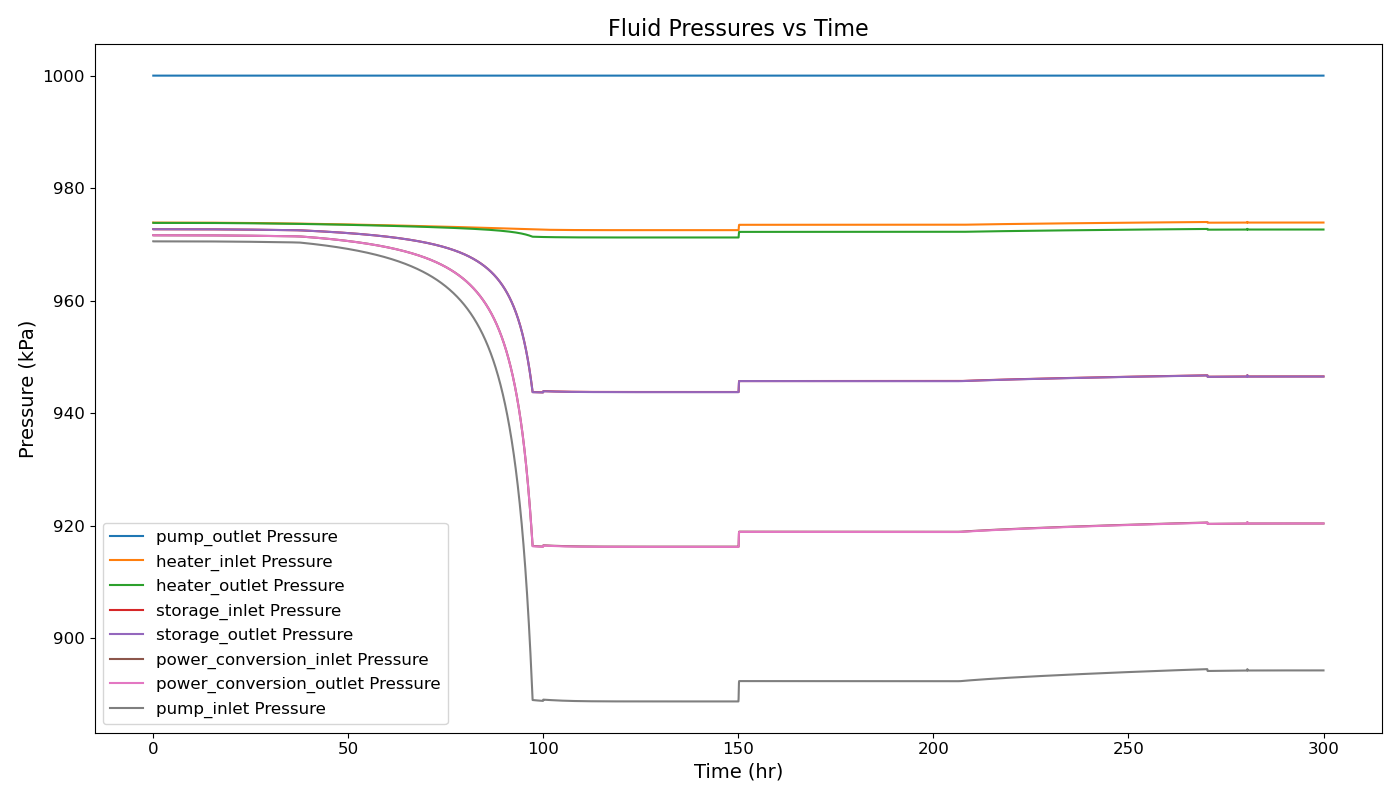 Fluid Pressures vs Time
Pressure (kPa)
1000
980
960
940
920
900
pump_outlet Pressure
heater_inlet Pressure
heater_outlet Pressure
storage_inlet Pressure
storage_outlet Pressure
power_conversion_inlet Pressure
power_conversion_outlet Pressure
pump_inlet Pressure
0 50 100 150 200 250 300
Time (hr)